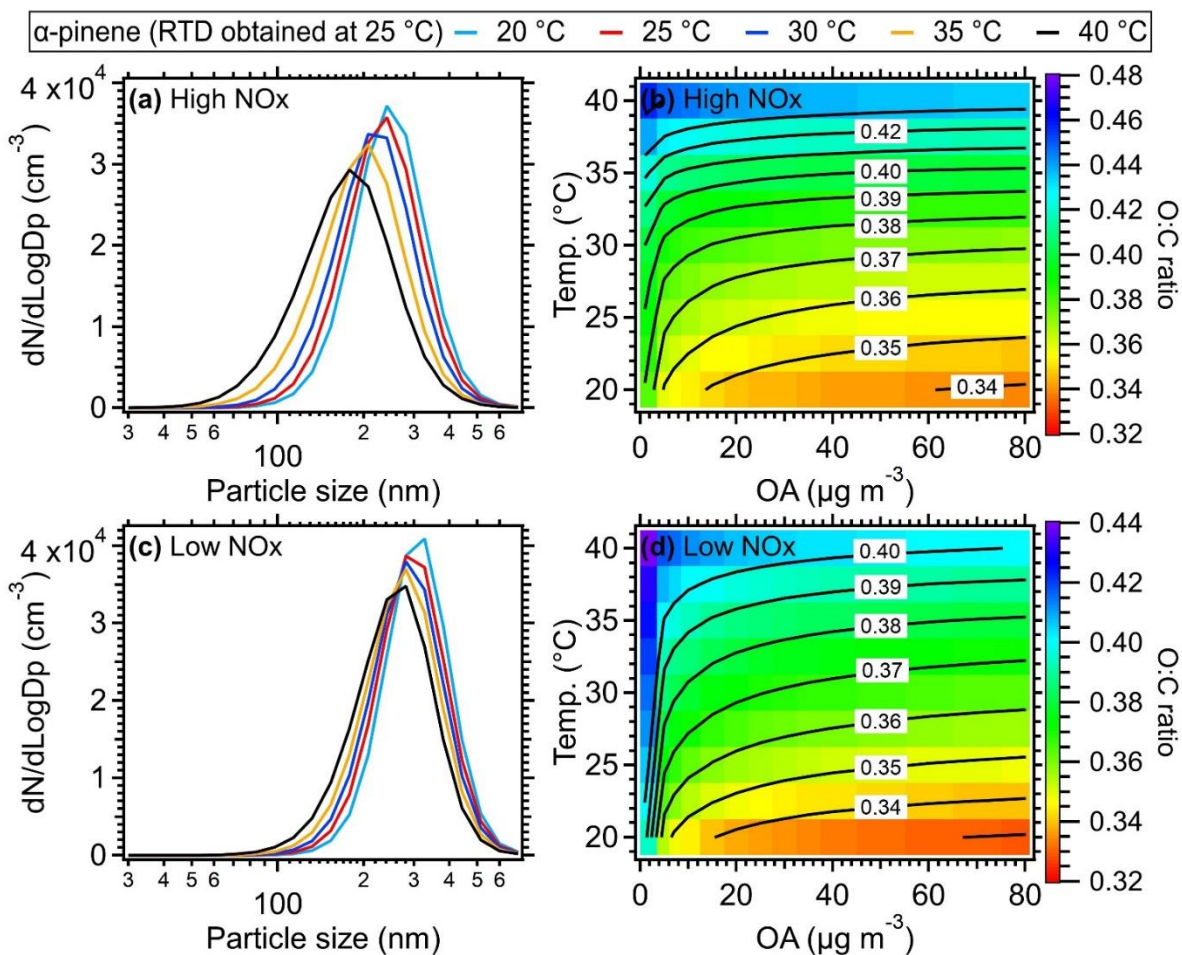 α-pinene (RTD obtained at 25 °C) 20 °C 25 °C 30 °C 35 °C 40 °C
(a) High NOx
4 x10⁴
3
2
1
0
dN/dLogDp (cm⁻³)
3 4 5 6 100 2 3 4 5 6
Particle size (nm)
(b) High NOx
40
35
30
25
20
Temp. (°C)
0.42
0.40
0.39
0.38
0.37
0.36
0.35
0.34
0 20 40 60 80
OA (µg m⁻³)
0.48
0.46
0.44
0.42
0.40
0.38
0.36
0.34
0.32
O:C ratio
(c) Low NOx
4 x10⁴
3
2
1
0
dN/dLogDp (cm⁻³)
3 4 5 6 100 2 3 4 5 6
Particle size (nm)
(d) Low NOx
40
35
30
25
20
Temp. (°C)
0.40
0.39
0.38
0.37
0.36
0.35
0.34
0 20 40 60 80
OA (µg m⁻³)
0.44
0.42
0.40
0.38
0.36
0.34
0.32
O:C ratio